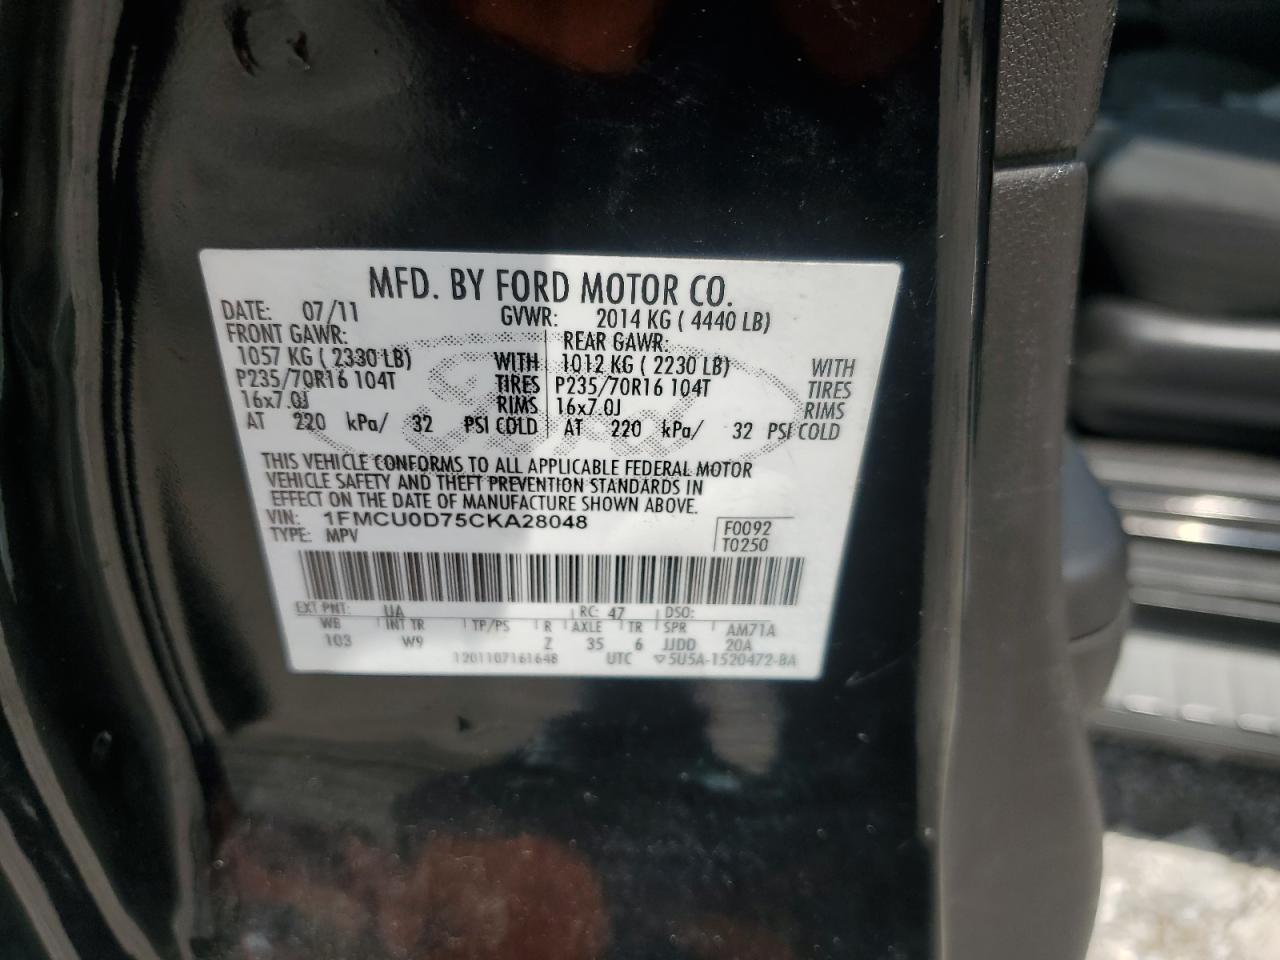 MFD. BY FORD MOTOR CO.
DATE: 07/11 GVWR: 2014 KG ( 4440 LB)
FRONT GAWR: REAR GAWR:
1057 KG ( 2330 LB) WITH 1012 KG ( 2230 LB) WITH
P235/70R16 104T TIRES P235/70R16 104T TIRES
16x7.0J RIMS 16x7.0J RIMS
AT 220 kPa/ 32 PSI COLD AT 220 kPa/ 32 PSI COLD
THIS VEHICLE CONFORMS TO ALL APPLICABLE FEDERAL MOTOR
VEHICLE SAFETY AND THEFT PREVENTION STANDARDS IN
EFFECT ON THE DATE OF MANUFACTURE SHOWN ABOVE.
VIN: 1FMCU0D75CKA28048 F0092
TYPE: MPV T0250
EXT PNT: UA RC: 47 DSO:
WB INT TR TP/PS R AXLE TR SPR AM71A
103 W9 Z 35 6 JJDD 20A
1201107161648 UTC ▽5U5A-1520472-BA